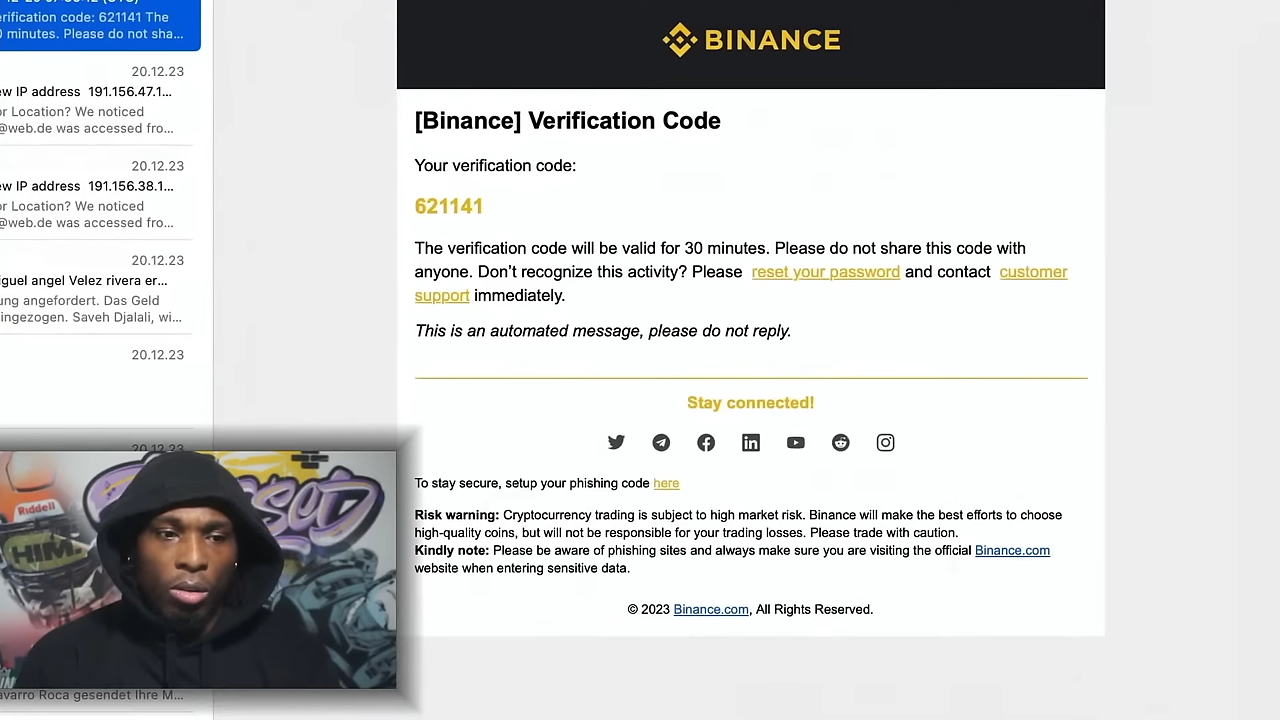 erification code: 621141 The
0 minutes. Please do not sha...
20.12.23
ew IP address 191.156.47.1...
or Location? We noticed
@web.de was accessed fro...
20.12.23
ew IP address 191.156.38.1...
or Location? We noticed
@web.de was accessed fro...
20.12.23
iguel angel Velez rivera er...
ung angefordert. Das Geld
ingezogen. Saveh Djalali, wi...
20.12.23
20.12.23
BINANCE
[Binance] Verification Code
Your verification code:
621141
The verification code will be valid for 30 minutes. Please do not share this code with
anyone. Don't recognize this activity? Please reset your password and contact customer
support immediately.
This is an automated message, please do not reply.
Stay connected!
To stay secure, setup your phishing code here
Risk warning: Cryptocurrency trading is subject to high market risk. Binance will make the best efforts to choose
high-quality coins, but will not be responsible for your trading losses. Please trade with caution.
Kindly note: Please be aware of phishing sites and always make sure you are visiting the official Binance.com
website when entering sensitive data.
© 2023 Binance.com, All Rights Reserved.
Riddell
HIM.
avarro Roca gesendet Ihre M...